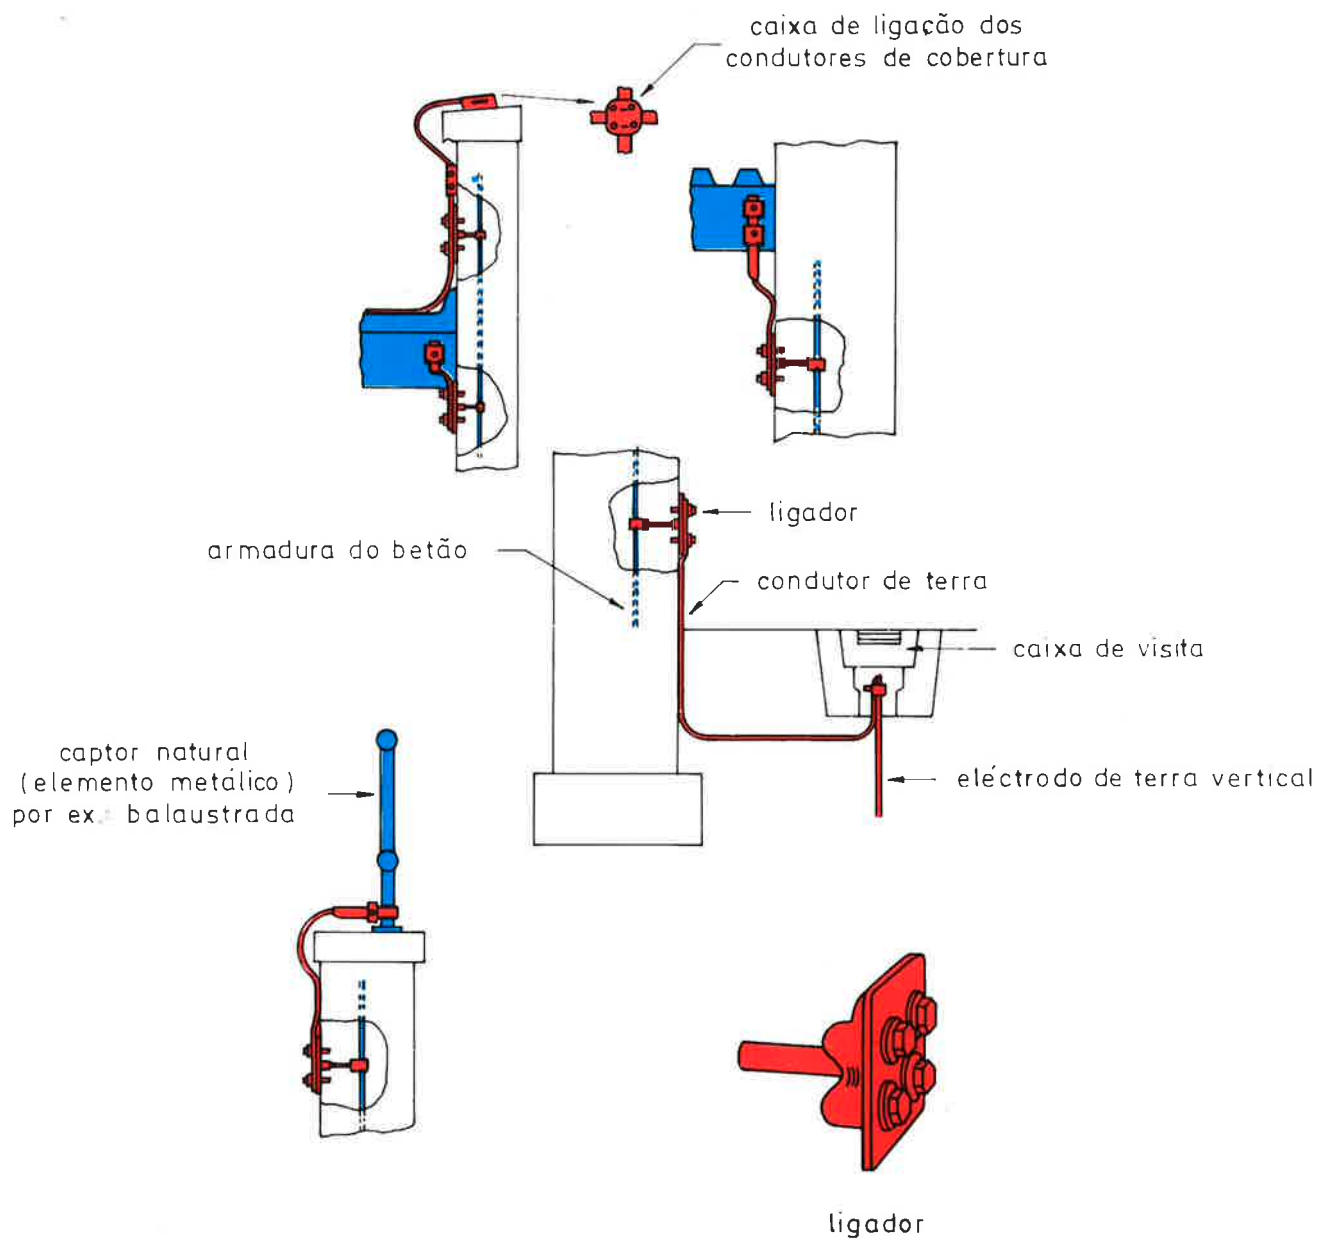 caixa de ligação dos
condutores de cobertura
ligador
armadura do betão
condutor de terra
caixa de visita
captor natural
(elemento metálico)
por ex. balaustrada
eléctrodo de terra vertical
ligador